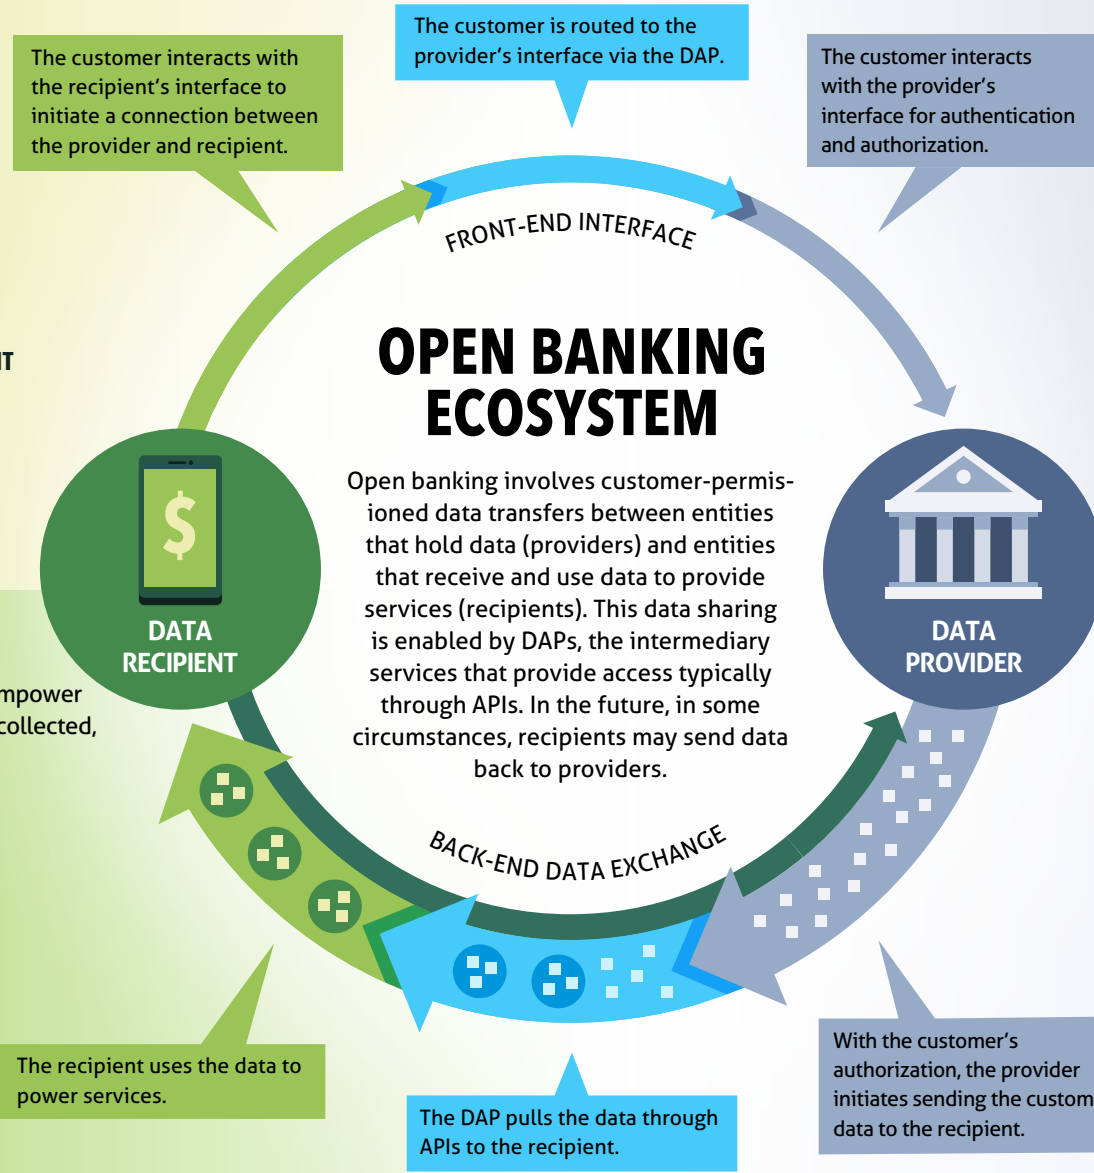 The customer is routed to the
provider's interface via the DAP.
The customer interacts with
the recipient's interface to
initiate a connection between
the provider and recipient.
The customer interacts
with the provider's
interface for authentication
and authorization.
FRONT-END INTERFACE
OPEN BANKING
ECOSYSTEM
Open banking involves customer-permis-
ioned data transfers between entities
that hold data (providers) and entities
that receive and use data to provide
services (recipients). This data sharing
is enabled by DAPs, the intermediary
services that provide access typically
through APIs. In the future, in some
circumstances, recipients may send data
back to providers.
$
DATA
RECIPIENT
DATA
PROVIDER
mpower
collected,
BACK-END DATA EXCHANGE
The recipient uses the data to
power services.
The DAP pulls the data through
APIs to the recipient.
With the customer's
authorization, the provider
initiates sending the custom
data to the recipient.